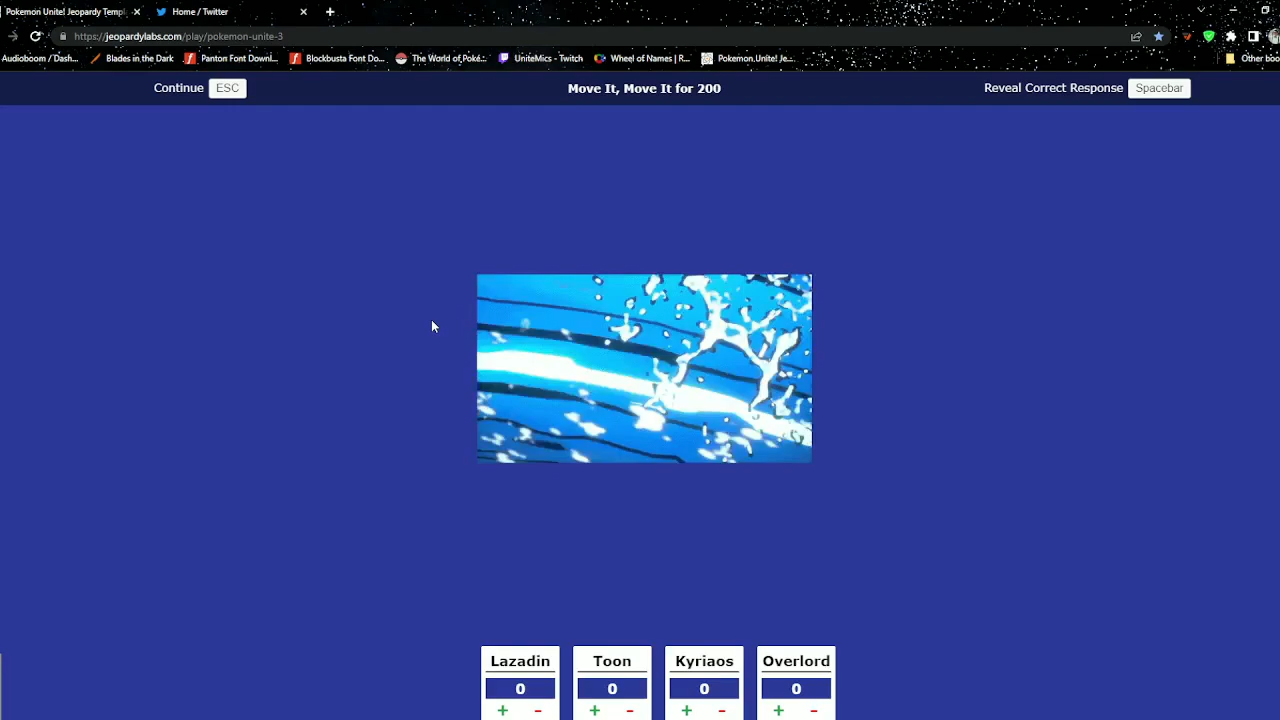 Pokemon Unite! Jeopardy Templ
Home / Twitter
https://jeopardylabs.com/play/pokemon-unite-3
Audioboom / Dash...
Blades in the Dark
Panton Font Downl...
Blockbusta Font Do...
The World of Poké...
UniteMics - Twitch
Wheel of Names | R...
Pokemon Unite! Je...
Other boo
Continue ESC
Move It, Move It for 200
Reveal Correct Response Spacebar
Lazadin Toon Kyriaos Overlord
0 0 0 0
+ - + - + - + -